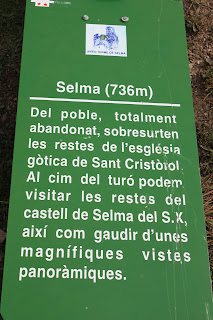 Selma (736m)
Del poble, totalment
abandonat, sobresurten
les restes de l'església
gòtica de Sant Cristòfol.
Al cim del turó podem
visitar les restes del
castell de Selma del S.X,
així com gaudir d'unes
magnífiques vistes
panoràmiques.